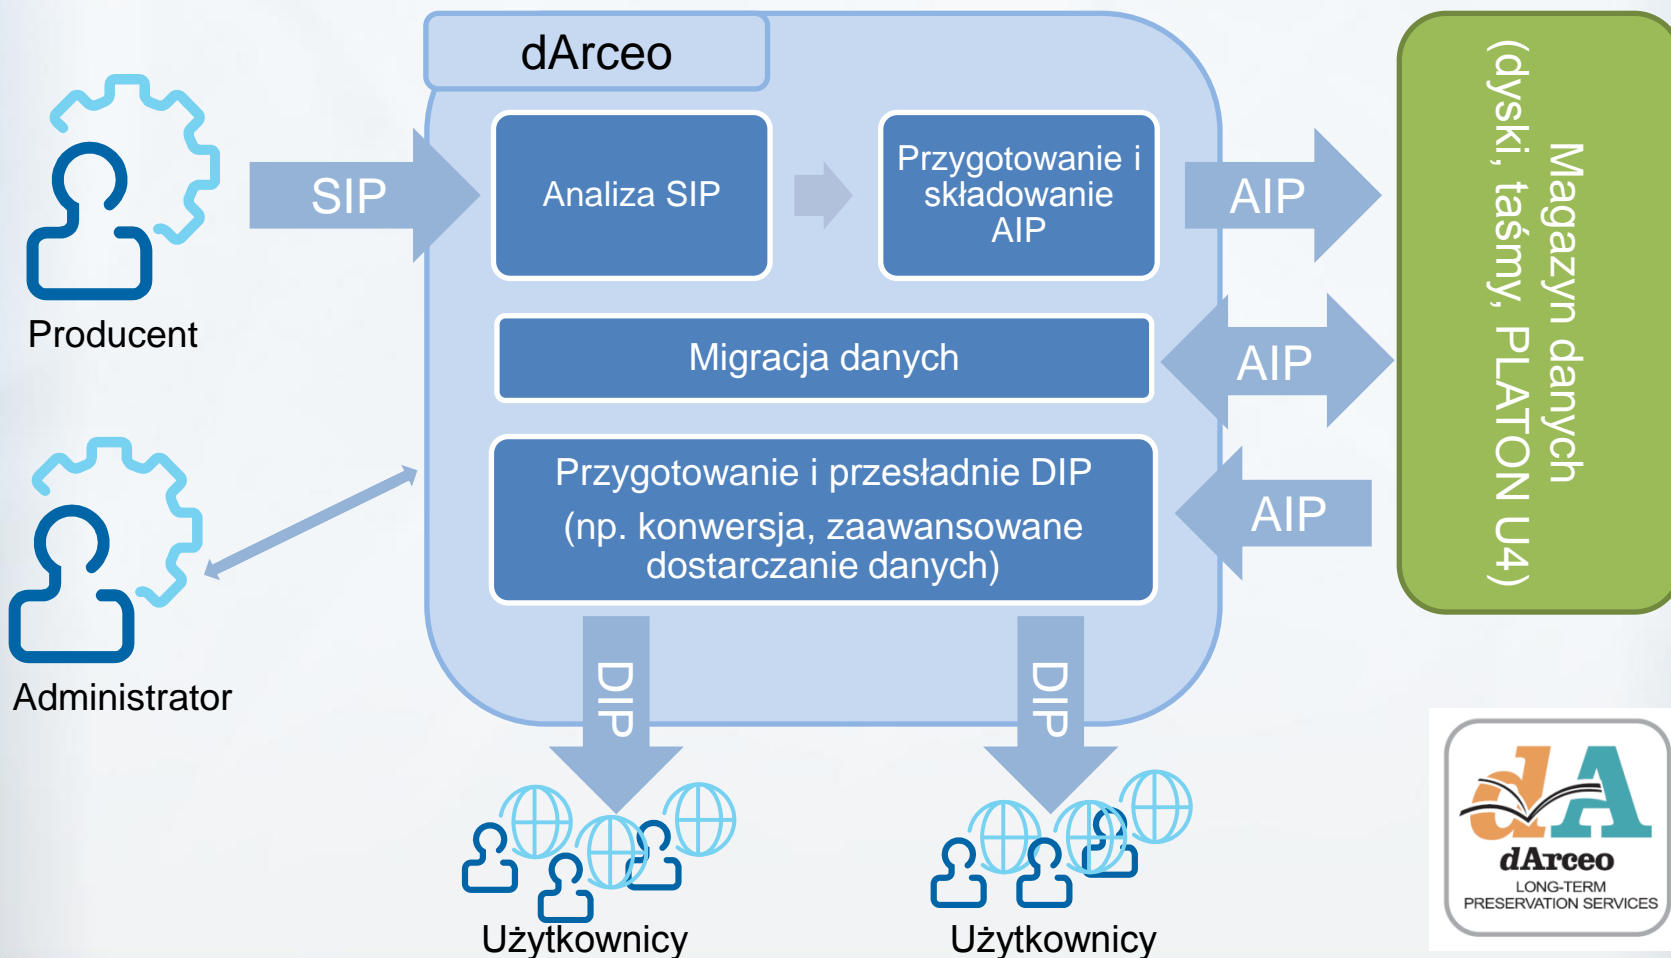 dArceo
SIP
Analiza SIP
Przygotowanie i
składowanie
AIP
AIP
Magazyn danych
(dyski, taśmy, PLATON U4)
Producent
Migracja danych
AIP
Przygotowanie i przesładnie DIP
(np. konwersja, zaawansowane
dostarczanie danych)
AIP
Administrator
DIP
DIP
Użytkownicy
Użytkownicy
dA
dArceo
LONG-TERM
PRESERVATION SERVICES